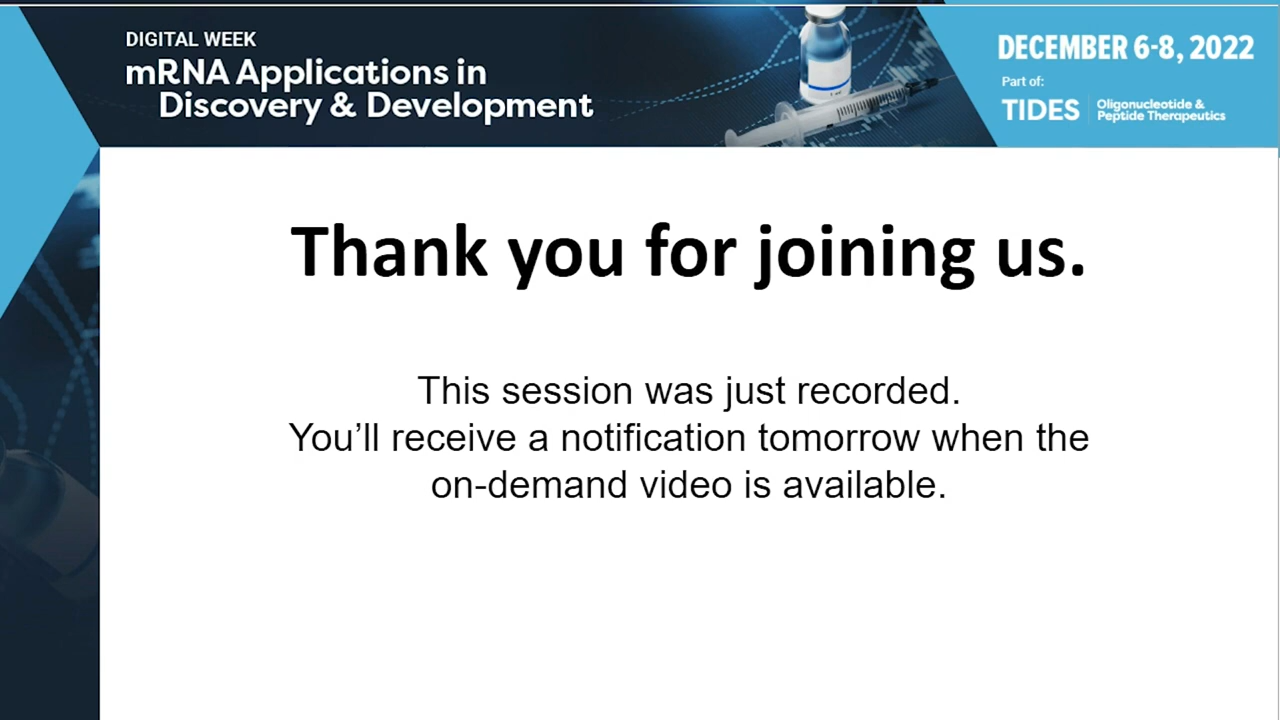 DIGITAL WEEK
mRNA Applications in
Discovery & Development
DECEMBER 6-8, 2022
Part of:
TIDES
Oligonucleotide &
Peptide Therapeutics
Thank you for joining us.
This session was just recorded.
You’ll receive a notification tomorrow when the
on-demand video is available.